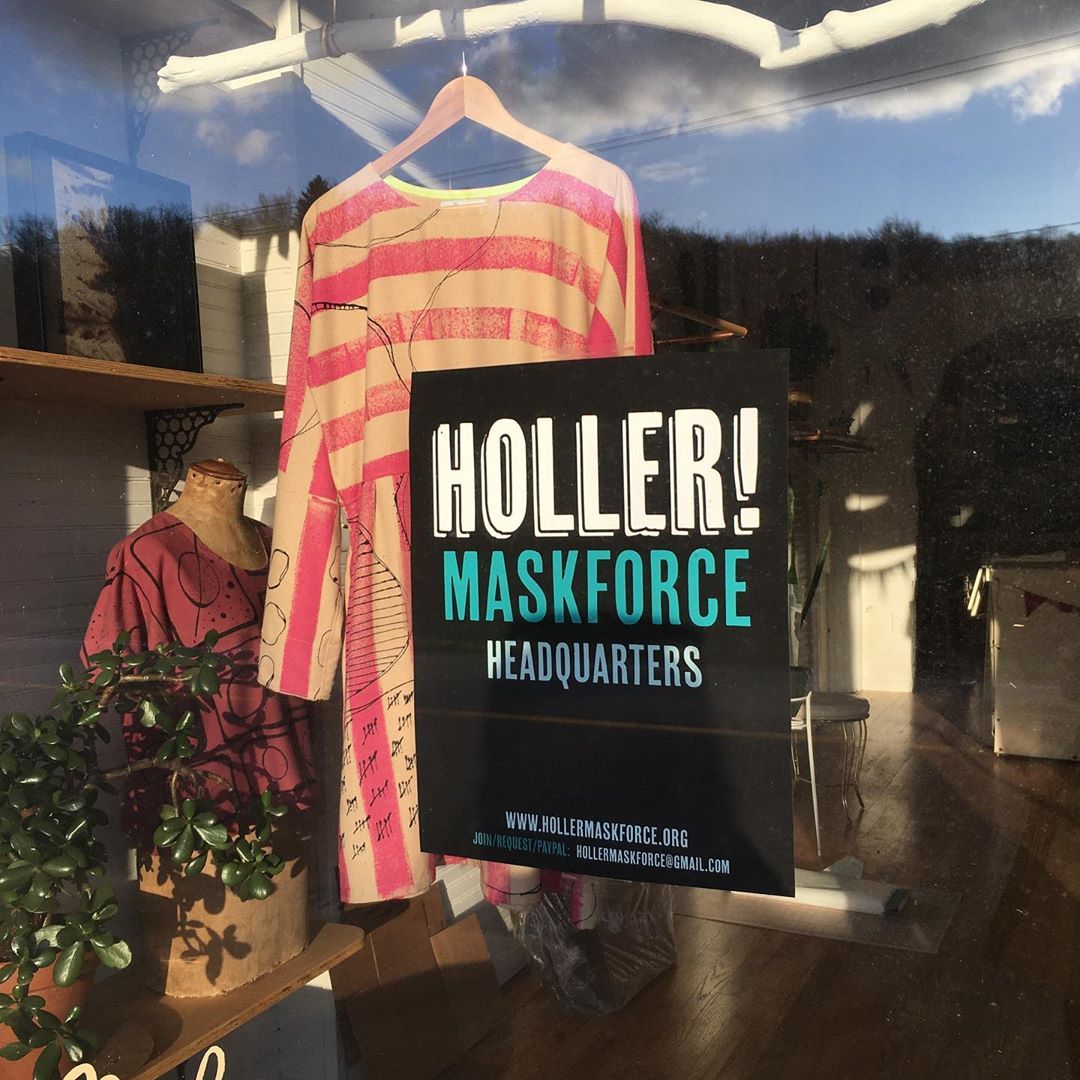 HOLLER!
MASKFORCE
HEADQUARTERS
WWW.HOLLERMASKFORCE.ORG
JOIN/REQUEST/PAYPAL: HOLLERMASKFORCE@GMAIL.COM